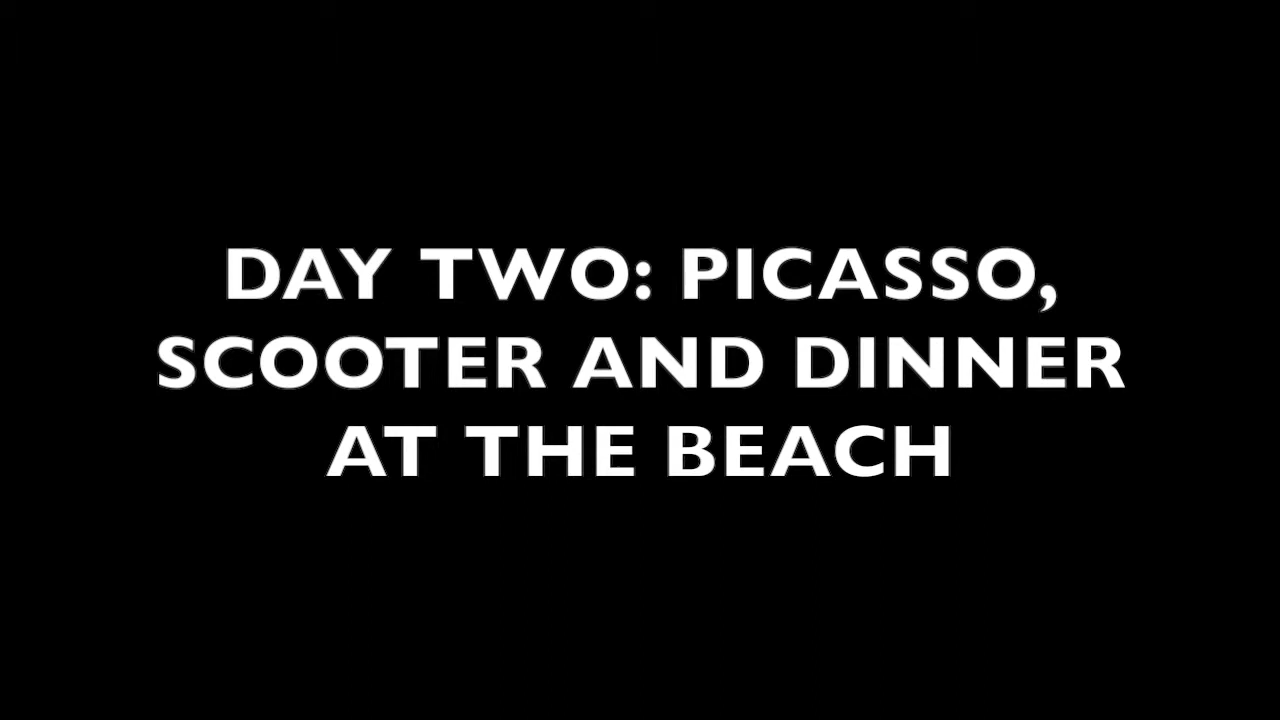 DAY TWO: PICASSO,
SCOOTER AND DINNER
AT THE BEACH